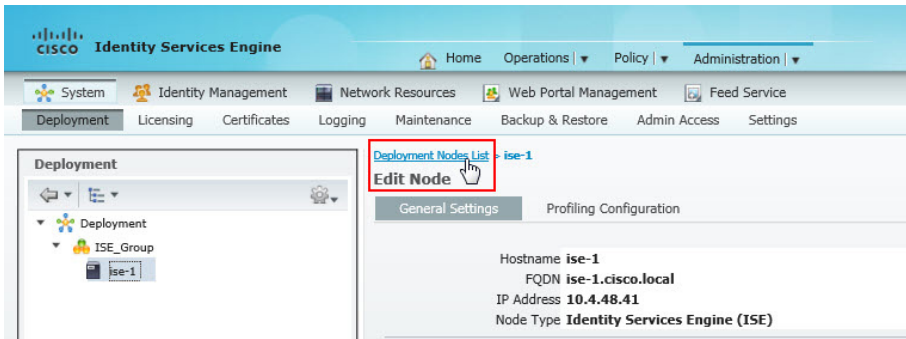 CISCO Identity Services Engine
Home Operations | Policy | Administration |
System Identity Management Network Resources Web Portal Management Feed Service
Deployment Licensing Certificates Logging Maintenance Backup & Restore Admin Access Settings
Deployment
Deployment Nodes List > ise-1
Edit Node
General Settings Profiling Configuration
Deployment
ISE_Group
ise-1
Hostname ise-1
FQDN ise-1.cisco.local
IP Address 10.4.48.41
Node Type Identity Services Engine (ISE)